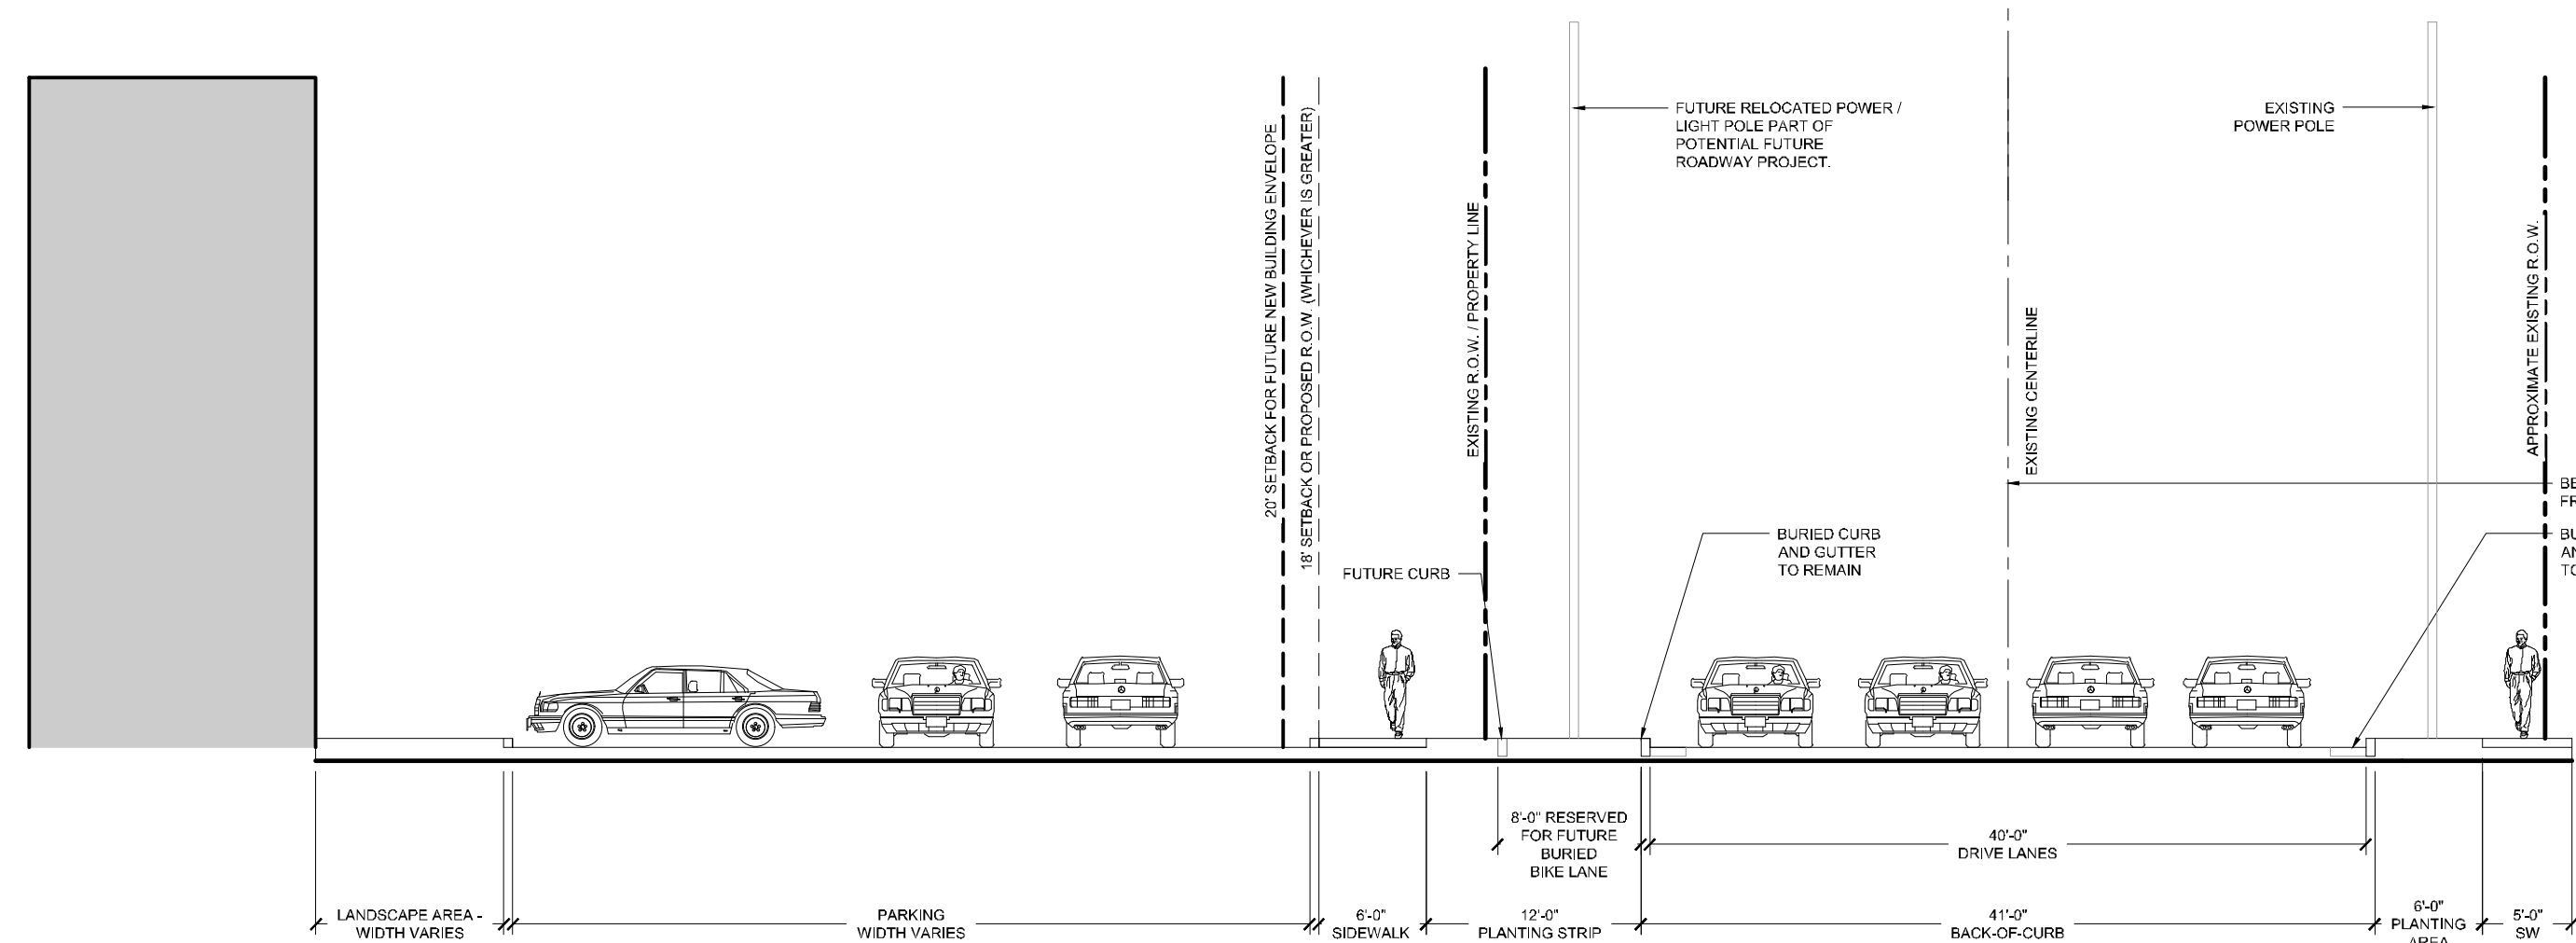 20' SETBACK FOR FUTURE NEW BUILDING ENVELOPE
18' SETBACK OR PROPOSED R.O.W. (WHICHEVER IS GREATER)
EXISTING R.O.W. / PROPERTY LINE
FUTURE RELOCATED POWER /
LIGHT POLE PART OF
POTENTIAL FUTURE
ROADWAY PROJECT.
EXISTING
POWER POLE
EXISTING CENTERLINE
APPROXIMATE EXISTING R.O.W.
FUTURE CURB
BURIED CURB
AND GUTTER
TO REMAIN
8'-0" RESERVED
FOR FUTURE
BURIED
BIKE LANE
40'-0"
DRIVE LANES
LANDSCAPE AREA -
WIDTH VARIES
PARKING
WIDTH VARIES
6'-0"
SIDEWALK
12'-0"
PLANTING STRIP
41'-0"
BACK-OF-CURB
6'-0"
PLANTING
AREA
5'-0"
SW